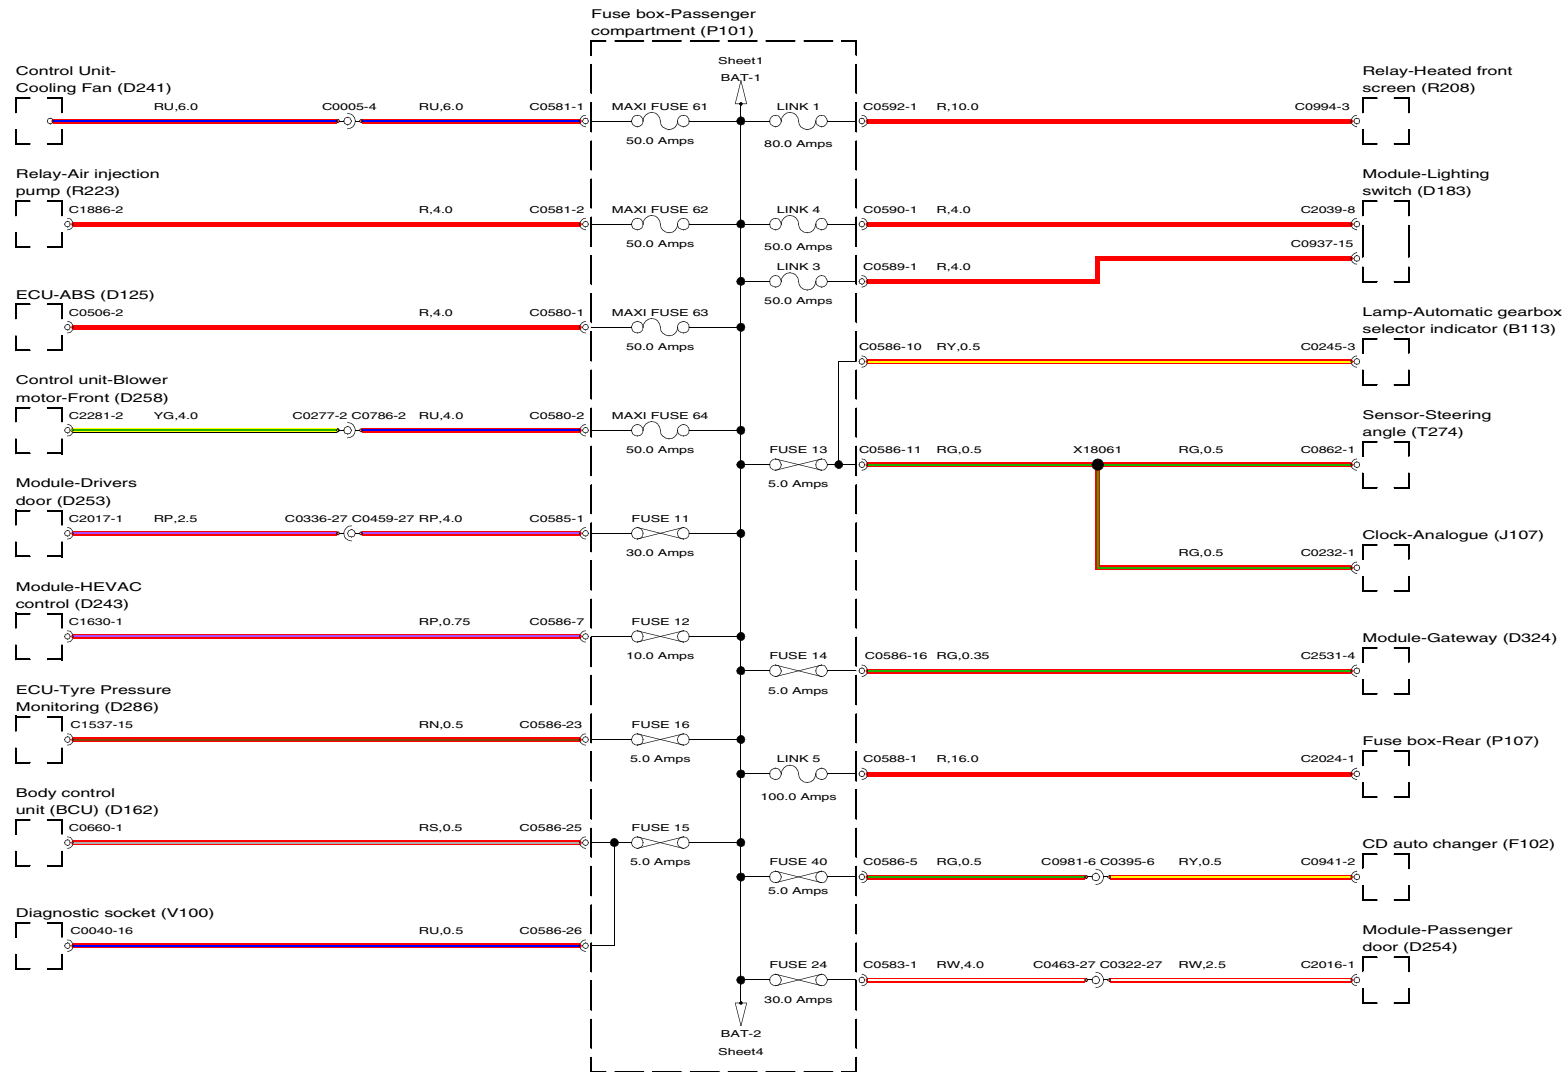 Fuse box-Passenger
compartment (P101)
Sheet1
BAT-1
Control Unit-
Cooling Fan (D241)
RU,6.0 C0005-4 RU,6.0 C0581-1 MAXI FUSE 61 LINK 1 C0592-1 R,10.0 C0994-3
50.0 Amps 80.0 Amps
Relay-Heated front
screen (R208)
Relay-Air injection
pump (R223)
C1886-2 R,4.0 C0581-2 MAXI FUSE 62 LINK 4 C0590-1 R,4.0 C2039-8
50.0 Amps 50.0 Amps
Module-Lighting
switch (D183)
C0937-15
LINK 3 C0589-1 R,4.0
50.0 Amps
ECU-ABS (D125)
C0506-2 R,4.0 C0580-1 MAXI FUSE 63
50.0 Amps
Lamp-Automatic gearbox
selector indicator (B113)
C0586-10 RY,0.5 C0245-3
Control unit-Blower
motor-Front (D258)
C2281-2 YG,4.0 C0277-2 C0786-2 RU,4.0 C0580-2 MAXI FUSE 64
50.0 Amps
Sensor-Steering
angle (T274)
FUSE 13 C0586-11 RG,0.5 X18061 RG,0.5 C0862-1
5.0 Amps
Module-Drivers
door (D253)
C2017-1 RP,2.5 C0336-27 C0459-27 RP,4.0 C0585-1 FUSE 11
30.0 Amps
Clock-Analogue (J107)
RG,0.5 C0232-1
Module-HEVAC
control (D243)
C1630-1 RP,0.75 C0586-7 FUSE 12
10.0 Amps
Module-Gateway (D324)
FUSE 14 C0586-16 RG,0.35 C2531-4
5.0 Amps
ECU-Tyre Pressure
Monitoring (D286)
C1537-15 RN,0.5 C0586-23 FUSE 16
5.0 Amps
Fuse box-Rear (P107)
LINK 5 C0588-1 R,16.0 C2024-1
100.0 Amps
Body control
unit (BCU) (D162)
C0660-1 RS,0.5 C0586-25 FUSE 15
5.0 Amps
CD auto changer (F102)
FUSE 40 C0586-5 RG,0.5 C0981-6 C0395-6 RY,0.5 C0941-2
5.0 Amps
Diagnostic socket (V100)
C0040-16 RU,0.5 C0586-26
Module-Passenger
door (D254)
FUSE 24 C0583-1 RW,4.0 C0463-27 C0322-27 RW,2.5 C2016-1
30.0 Amps
BAT-2
Sheet4